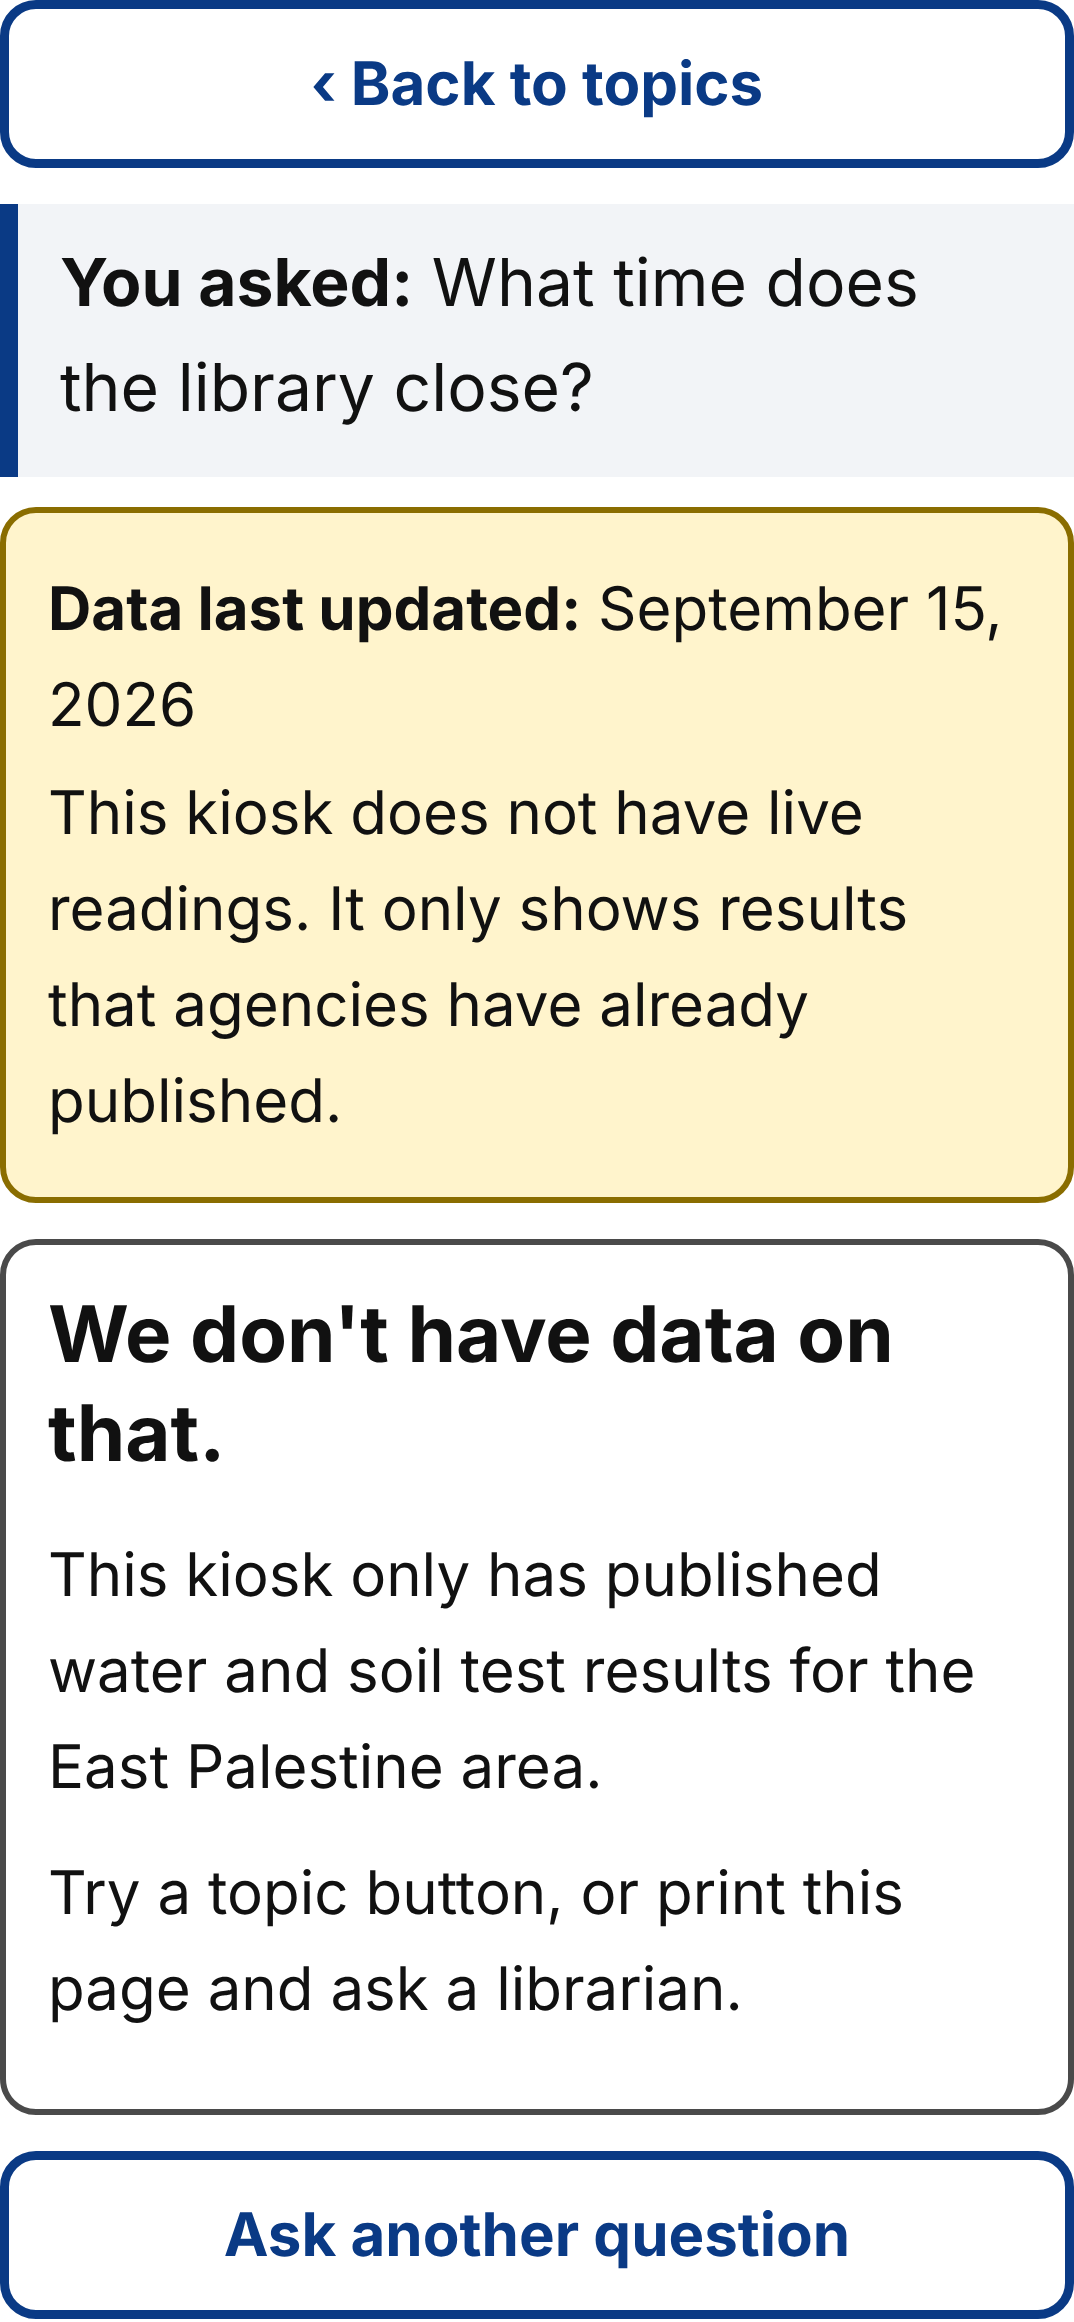 ‹ Back to topics
You asked: What time does
the library close?
Data last updated: September 15,
2026
This kiosk does not have live
readings. It only shows results
that agencies have already
published.
We don't have data on
that.
This kiosk only has published
water and soil test results for the
East Palestine area.
Try a topic button, or print this
page and ask a librarian.
Ask another question